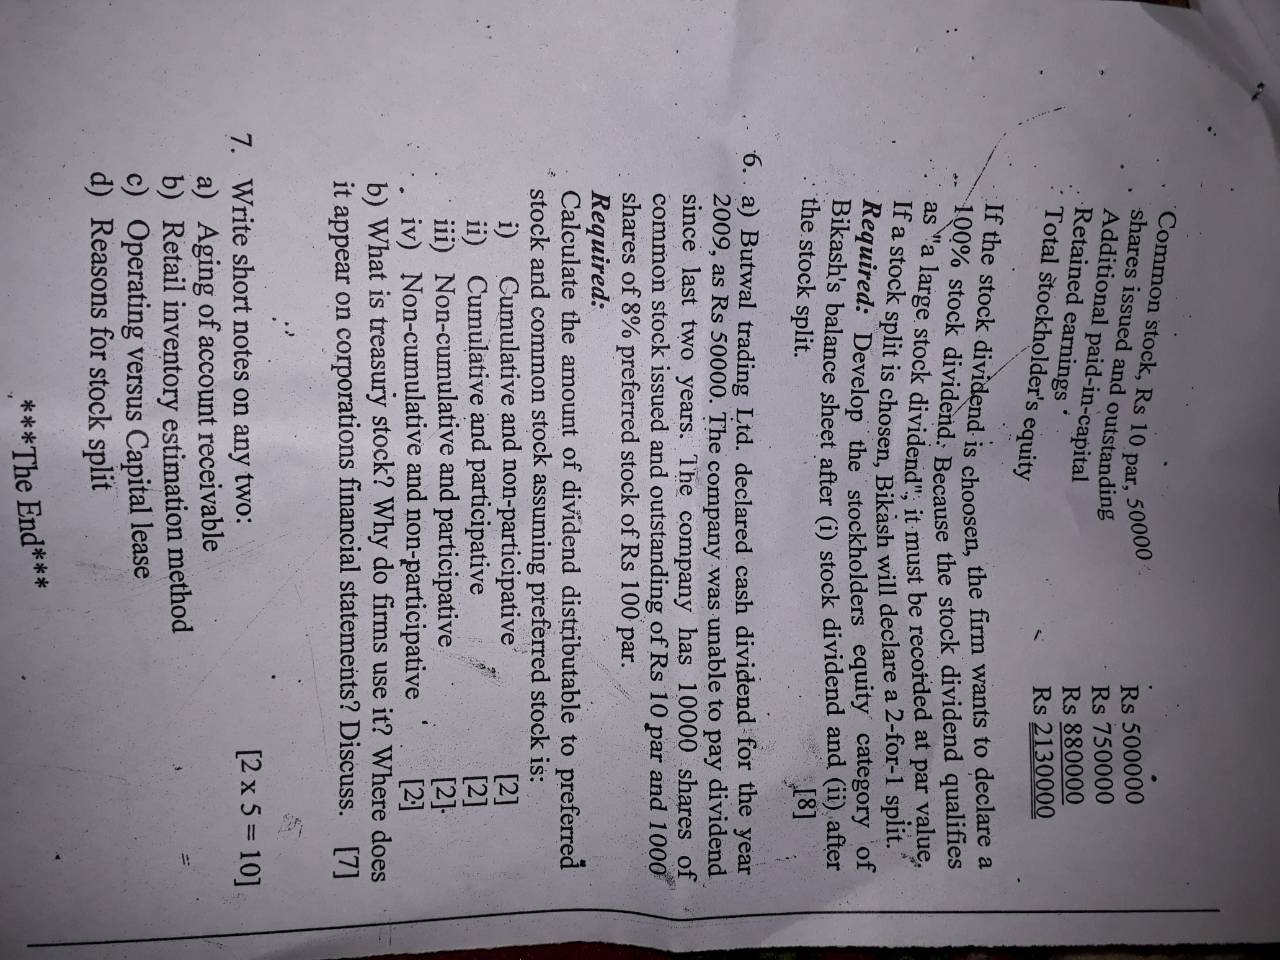 Common stock, Rs 10 par, 50000
shares issued and outstanding Rs 500000
Additional paid-in-capital Rs 750000
Retained earnings Rs 880000
Total stockholder's equity Rs 2130000
If the stock dividend is choosen, the firm wants to declare a
100% stock dividend. Because the stock dividend qualifies
as "a large stock dividend", it must be recorded at par value.
If a stock split is chosen, Bikash will declare a 2-for-1 split.
Required: Develop the stockholders equity category of
Bikash's balance sheet after (i) stock dividend and (ii) after
the stock split. [8]
6. a) Butwal trading Ltd. declared cash dividend for the year
2009, as Rs 50000. The company was unable to pay dividend
since last two years. The company has 10000 shares of
common stock issued and outstanding of Rs 10 par and 1000
shares of 8% preferred stock of Rs 100 par.
Required:
Calculate the amount of dividend distributable to preferred
stock and common stock assuming preferred stock is:
i) Cumulative and non-participative [2]
ii) Cumulative and participative [2]
iii) Non-cumulative and participative [2]
iv) Non-cumulative and non-participative [2]
b) What is treasury stock? Why do firms use it? Where does
it appear on corporations financial statements? Discuss. [7]
7. Write short notes on any two: [2 x 5 = 10]
a) Aging of account receivable
b) Retail inventory estimation method
c) Operating versus Capital lease
d) Reasons for stock split
***The End***